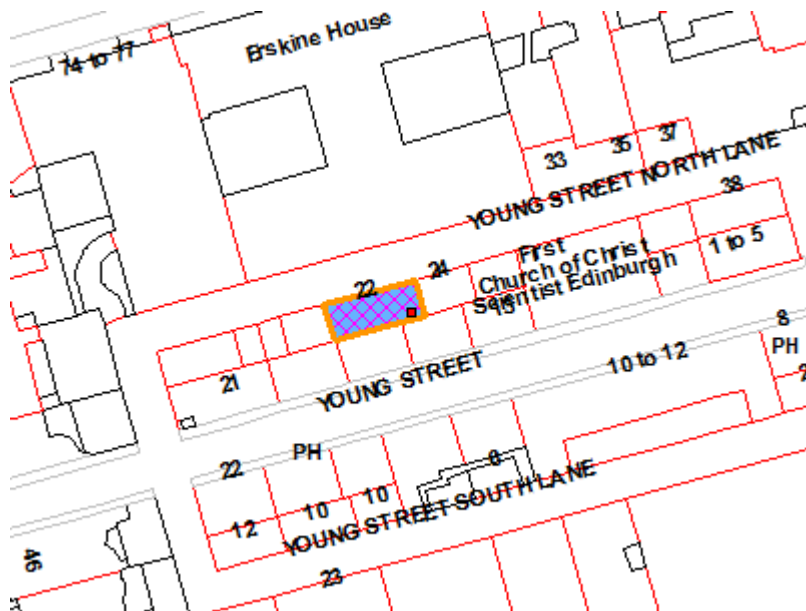 Erskine House
74 to 77
37
35
33
YOUNG STREET NORTH LANE
38
First
Church of Christ
Scientist Edinburgh
1 to 5
24
22
15
8
PH
10 to 12
YOUNG STREET
21
PH
22
10
10
12
YOUNG STREET SOUTH LANE
46
23